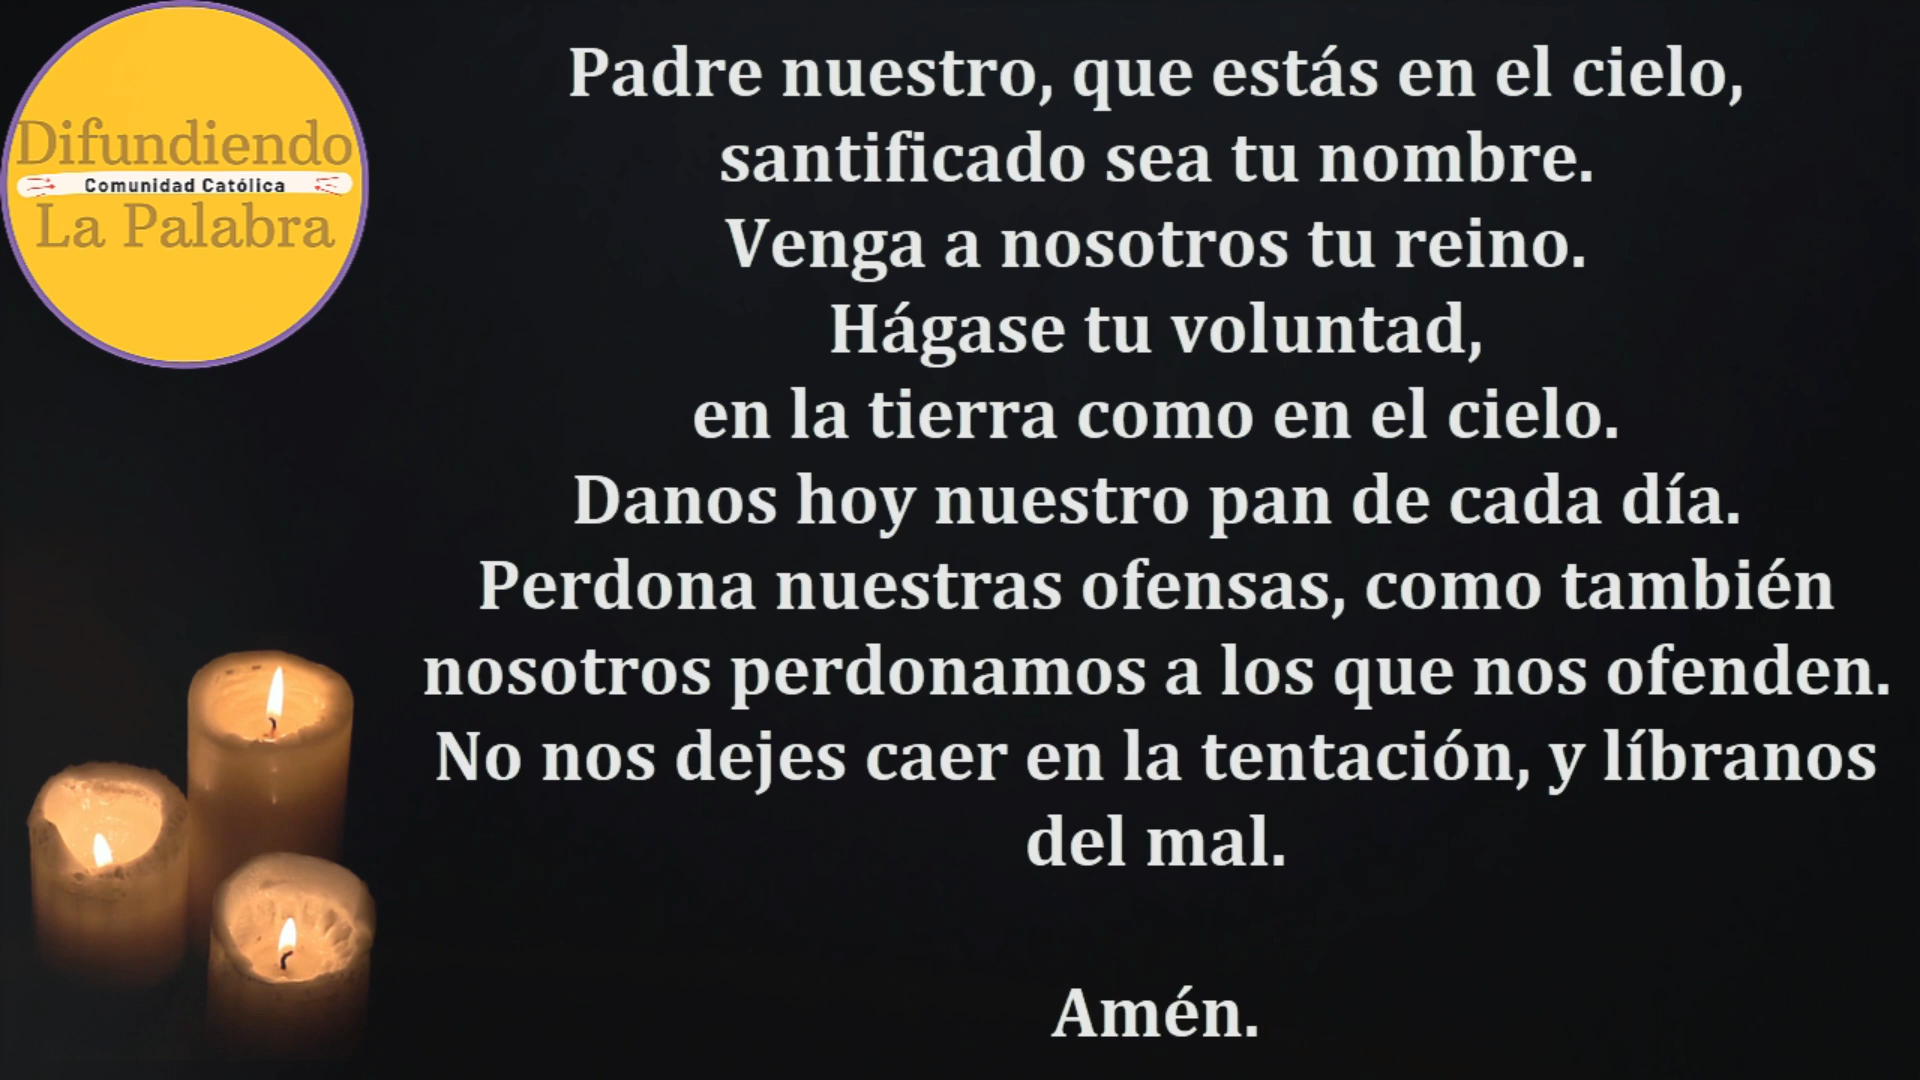 Difundiendo
Comunidad Católica
La Palabra
Padre nuestro, que estás en el cielo,
santificado sea tu nombre.
Venga a nosotros tu reino.
Hágase tu voluntad,
en la tierra como en el cielo.
Danos hoy nuestro pan de cada día.
Perdona nuestras ofensas, como también
nosotros perdonamos a los que nos ofenden.
No nos dejes caer en la tentación, y líbranos
del mal.
Amén.